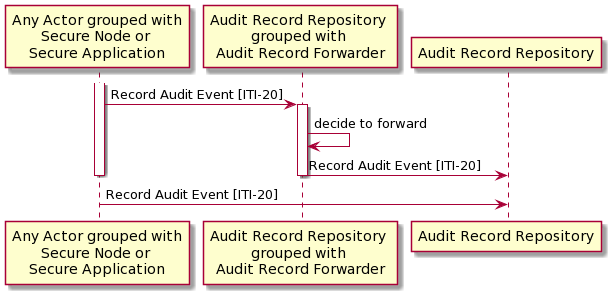 Any Actor grouped with
Secure Node or
Secure Application
Audit Record Repository
grouped with
Audit Record Forwarder
Audit Record Repository
Record Audit Event [ITI-20]
decide to forward
Record Audit Event [ITI-20]
Record Audit Event [ITI-20]
Any Actor grouped with
Secure Node or
Secure Application
Audit Record Repository
grouped with
Audit Record Forwarder
Audit Record Repository